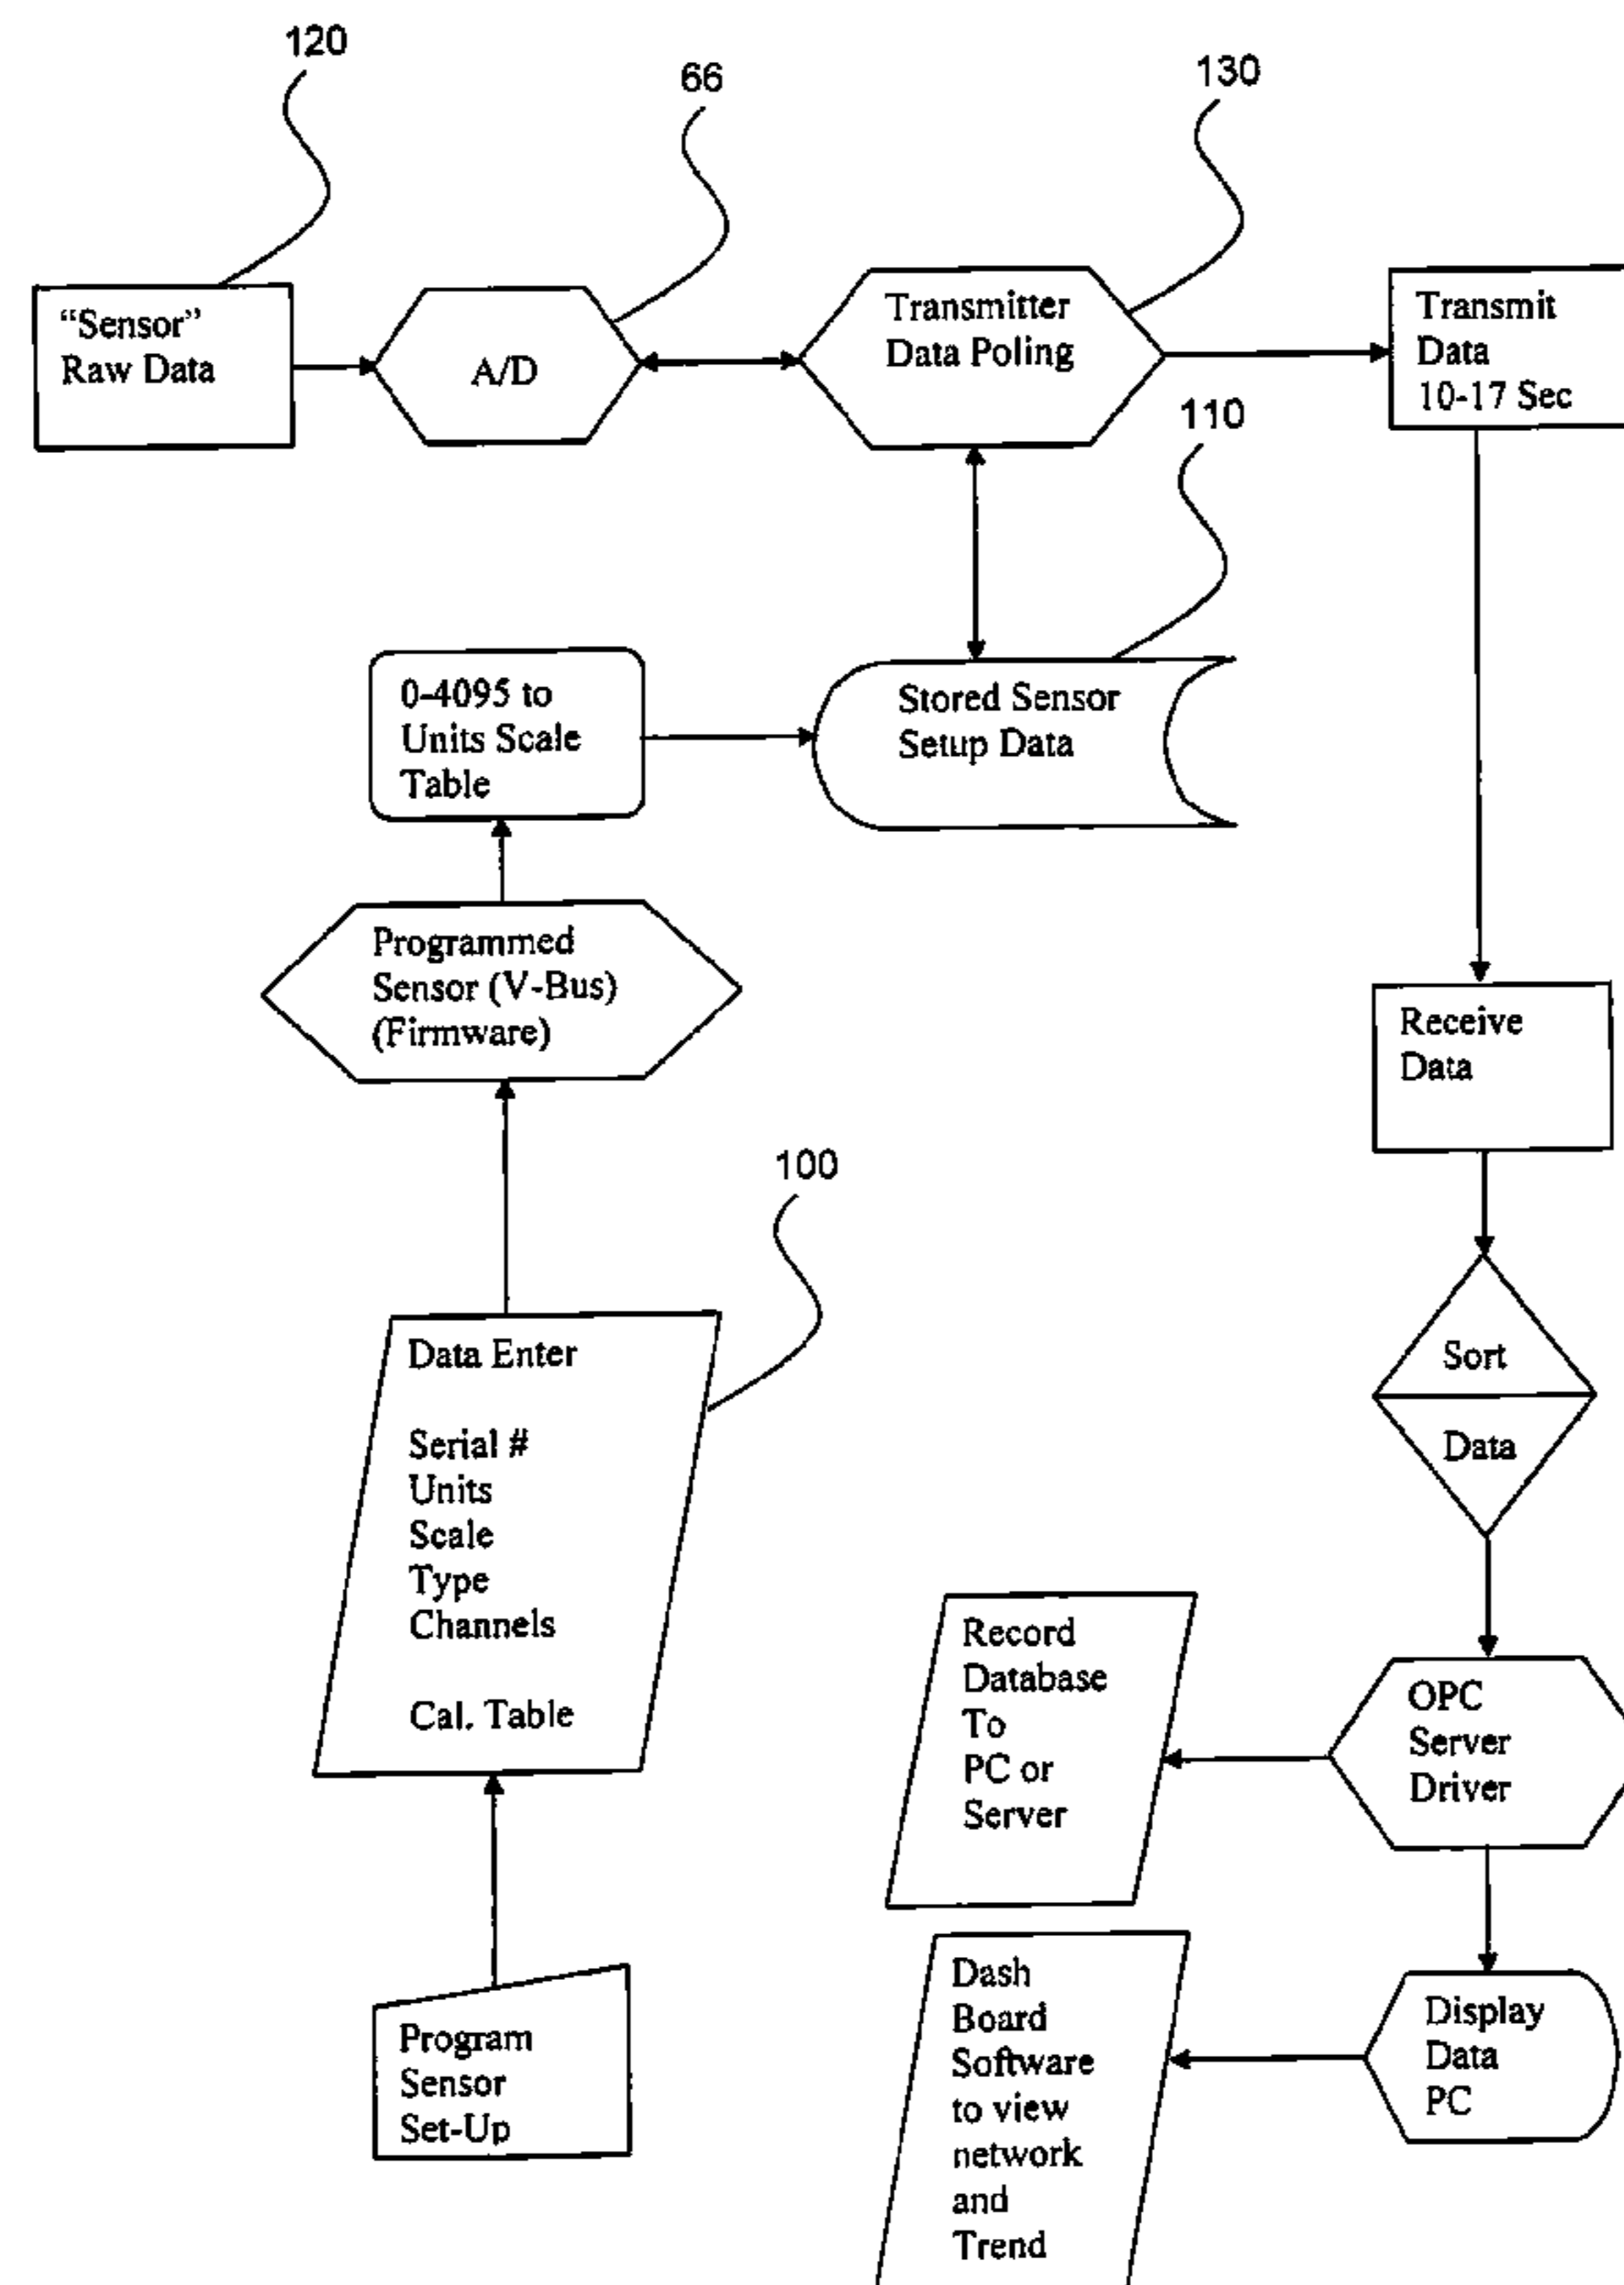 120
66
130
“Sensor”
Raw Data
A/D
Transmitter
Data Poling
Transmit
Data
10-17 Sec
110
0-4095 to
Units Scale
Table
Stored Sensor
Setup Data
Programmed
Sensor (V-Bus)
(Firmware)
Receive
Data
100
Data Enter
Serial #
Units
Scale
Type
Channels
Cal. Table
Sort
Data
Record
Database
To
PC or
Server
OPC
Server
Driver
Program
Sensor
Set-Up
Dash
Board
Software
to view
network
and
Trend
Display
Data
PC